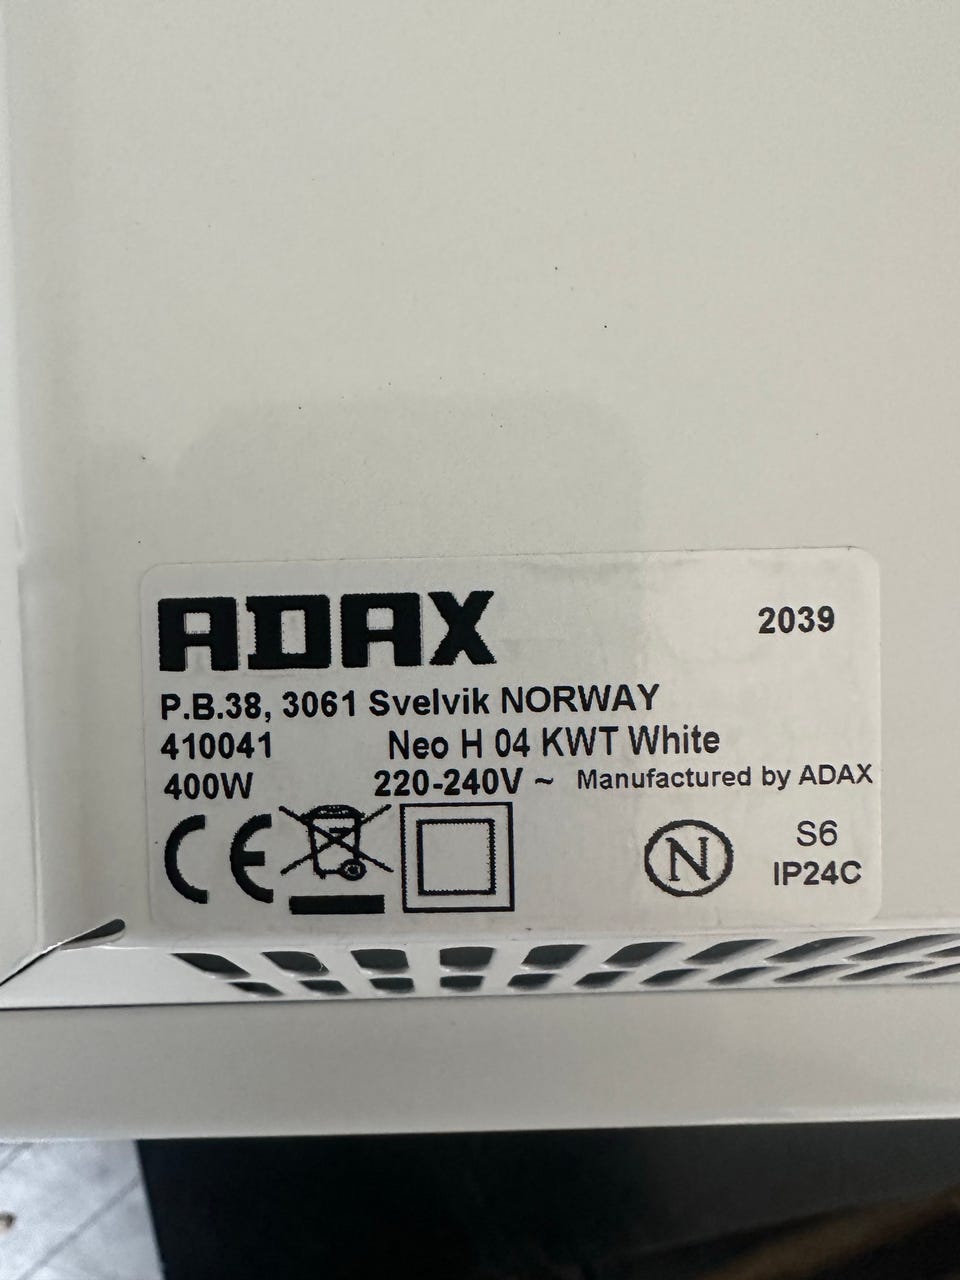 ADAX 2039
P.B.38, 3061 Svelvik NORWAY
410041 Neo H 04 KWT White
400W 220-240V ~ Manufactured by ADAX
CE N S6
IP24C